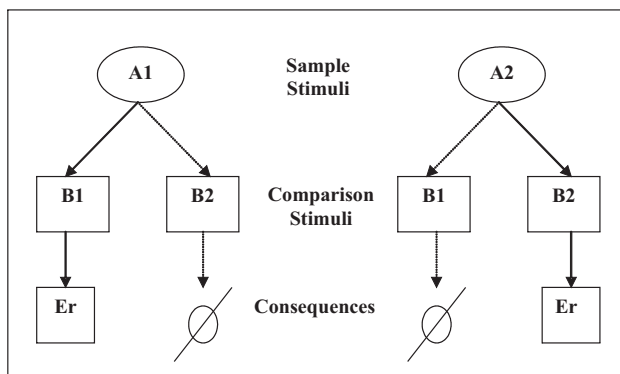 A1
Sample
Stimuli
A2
B1
B2
Comparison
Stimuli
B1
B2
Er
Consequences
Er